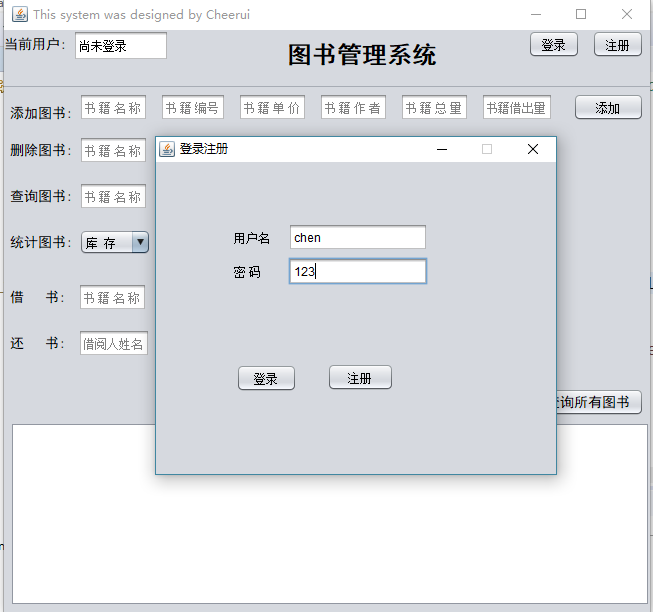 This system was designed by Cheerui
当前用户： 尚未登录 图书管理系统 登录 注册
添加图书： 书籍名称 书籍编号 书籍单价 书籍作者 书籍总量 书籍借出量 添加
删除图书： 书籍名称
登录注册
查询图书： 书籍名称
用户名 chen
统计图书： 库存
密码 123
借 书： 书籍名称
还 书： 借阅人姓名
登录 注册
询所有图书